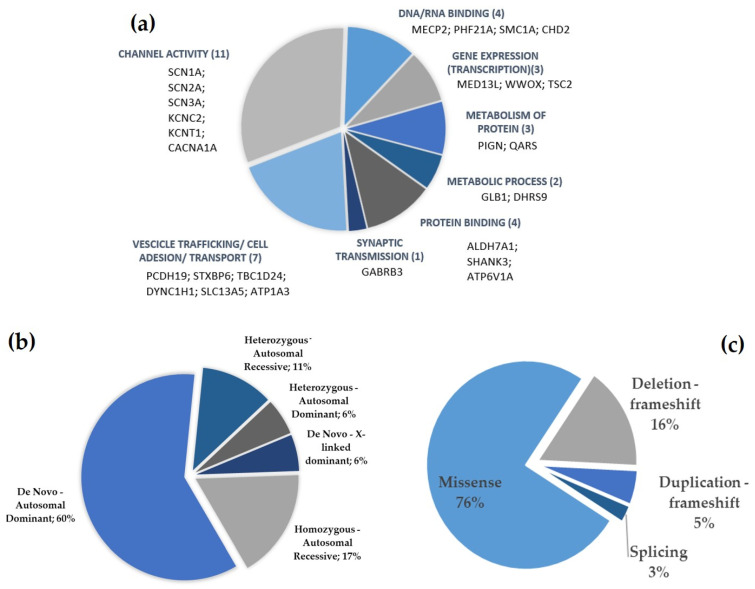 (a)
DNA/RNA BINDING (4)
MECP2; PHF21A; SMC1A; CHD2
CHANNEL ACTIVITY (11)
SCN1A;
SCN2A;
SCN3A;
KCNC2;
KCNT1;
CACNA1A
GENE EXPRESSION
(TRANSCRIPTION)(3)
MED13L; WWOX; TSC2
METABOLISM OF
PROTEIN (3)
PIGN; QARS
METABOLIC PROCESS (2)
GLB1; DHRS9
PROTEIN BINDING (4)
ALDH7A1;
SHANK3;
ATP6V1A
SYNAPTIC
TRANSMISSION (1)
GABRB3
VESCICLE TRAFFICKING/ CELL
ADESION/ TRANSPORT (7)
PCDH19; STXBP6; TBC1D24;
DYNC1H1; SLC13A5; ATP1A3
(b)
Heterozygous -
Autosomal
Recessive; 11%
Heterozygous -
Autosomal
Dominant; 6%
De Novo - X-
linked
dominant; 6%
De Novo -
Autosomal
Dominant; 60%
Homozygous -
Autosomal
Recessive; 17%
(c)
Deletion -
frameshift
16%
Missense
76%
Duplication -
frameshift
5%
Splicing
3%